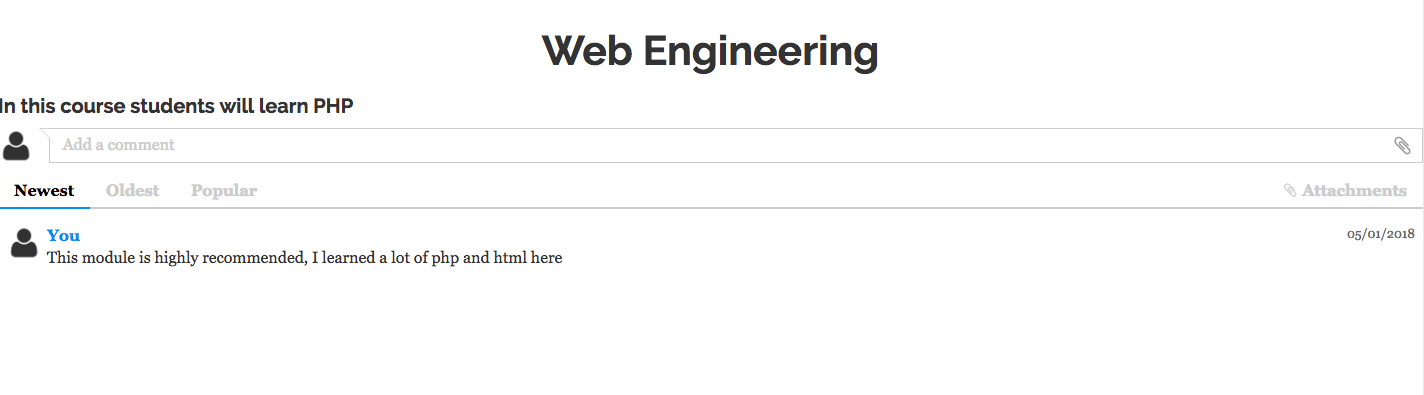 Web Engineering
In this course students will learn PHP
Add a comment
Newest Oldest Popular Attachments
You 05/01/2018
This module is highly recommended, I learned a lot of php and html here